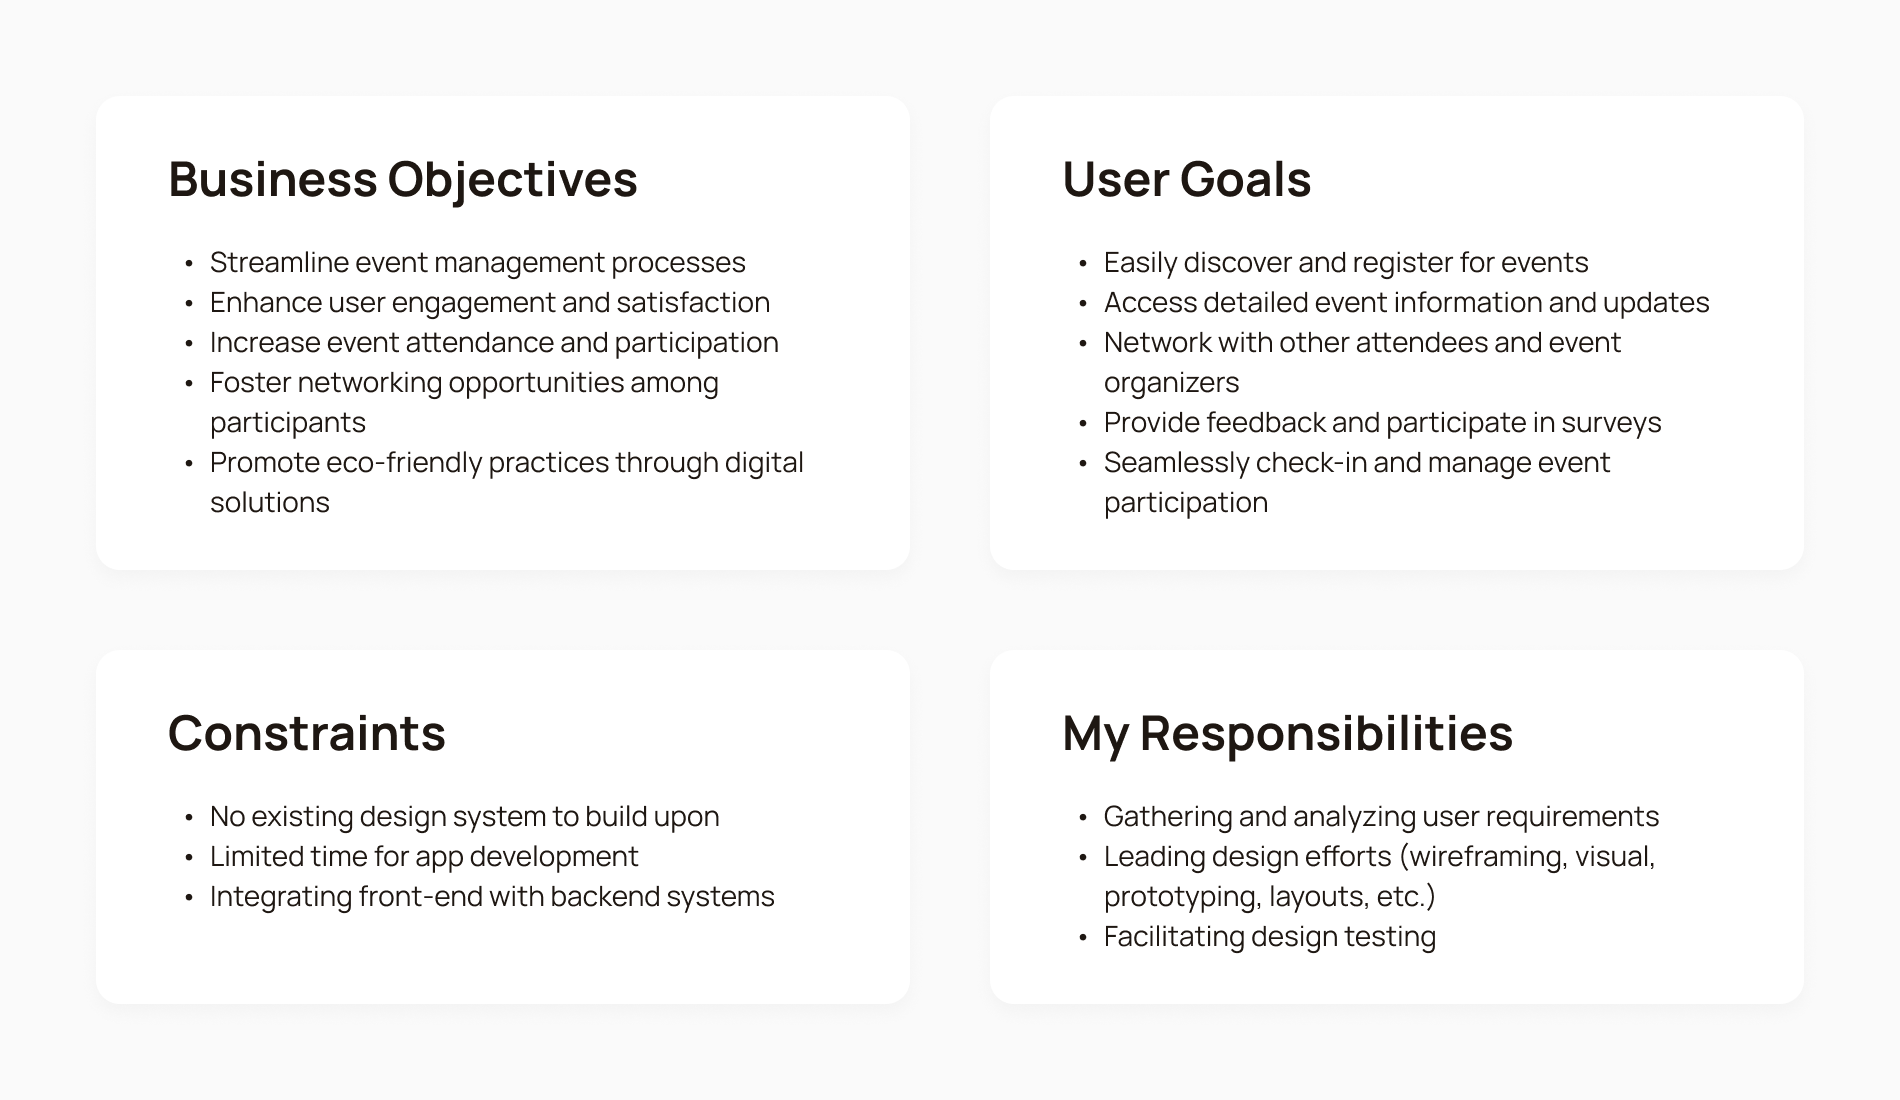 Business Objectives
• Streamline event management processes
• Enhance user engagement and satisfaction
• Increase event attendance and participation
• Foster networking opportunities among
participants
• Promote eco-friendly practices through digital
solutions
User Goals
• Easily discover and register for events
• Access detailed event information and updates
• Network with other attendees and event
organizers
• Provide feedback and participate in surveys
• Seamlessly check-in and manage event
participation
Constraints
• No existing design system to build upon
• Limited time for app development
• Integrating front-end with backend systems
My Responsibilities
• Gathering and analyzing user requirements
• Leading design efforts (wireframing, visual,
prototyping, layouts, etc.)
• Facilitating design testing